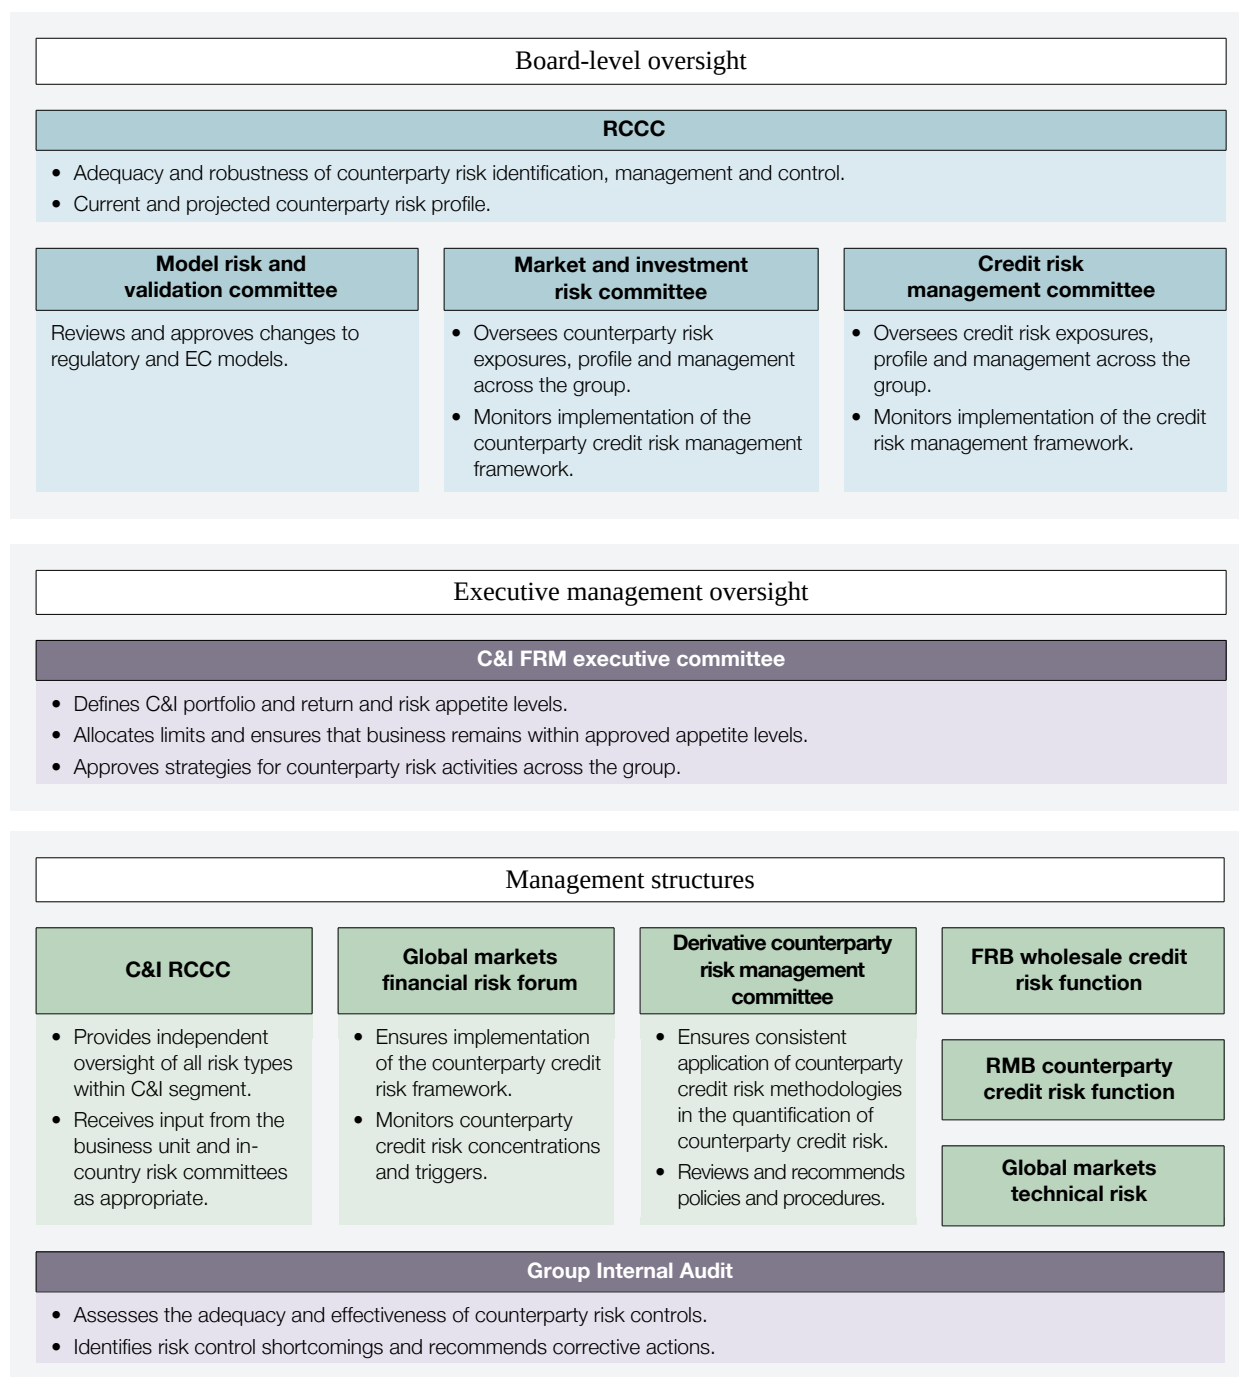 Board-level oversight
RCCC
• Adequacy and robustness of counterparty risk identification, management and control.
• Current and projected counterparty risk profile.
Model risk and
validation committee
Reviews and approves changes to
regulatory and EC models.
Market and investment
risk committee
• Oversees counterparty risk
exposures, profile and management
across the group.
• Monitors implementation of the
counterparty credit risk management
framework.
Credit risk
management committee
• Oversees credit risk exposures,
profile and management across the
group.
• Monitors implementation of the credit
risk management framework.
Executive management oversight
C&I FRM executive committee
• Defines C&I portfolio and return and risk appetite levels.
• Allocates limits and ensures that business remains within approved appetite levels.
• Approves strategies for counterparty risk activities across the group.
Management structures
C&I RCCC
• Provides independent
oversight of all risk types
within C&I segment.
• Receives input from the
business unit and in-
country risk committees
as appropriate.
Global markets
financial risk forum
• Ensures implementation
of the counterparty credit
risk framework.
• Monitors counterparty
credit risk concentrations
and triggers.
Derivative counterparty
risk management
committee
• Ensures consistent
application of counterparty
credit risk methodologies
in the quantification of
counterparty credit risk.
• Reviews and recommends
policies and procedures.
FRB wholesale credit
risk function
RMB counterparty
credit risk function
Global markets
technical risk
Group Internal Audit
• Assesses the adequacy and effectiveness of counterparty risk controls.
• Identifies risk control shortcomings and recommends corrective actions.